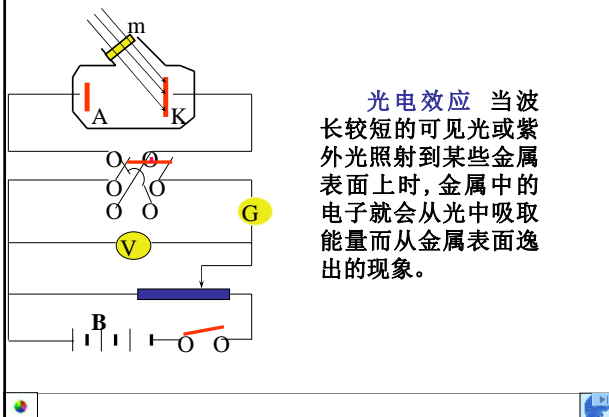 m
A
K
O O
O O
O O
G
V
B
O O
光电效应 当波
长较短的可见光或紫
外光照射到某些金属
表面上时,金属中的
电子就会从光中吸取
能量而从金属表面逸
出的现象。